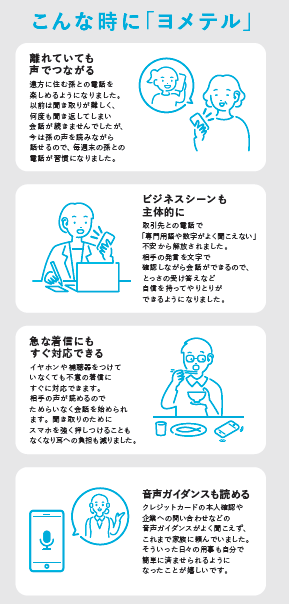 こんな時に「ヨメテル」
離れていても
声でつながる
遠方に住む孫との電話を
楽しめるようになりました。
以前は聞き取りが難しく、
何度も聞き返してしまい
会話が続きませんでしたが、
今は孫の声を読みながら
話せるので、毎週末の孫との
電話が習慣になりました。
ビジネスシーンも
主体的に
取引先との電話で
「専門用語や数字がよく聞こえない」
不安から解放されました。
相手の発言を文字で
確認しながら会話ができるので、
とっさの受け答えなど
自信を持ってやりとりが
できるようになりました。
急な着信にも
すぐ対応できる
イヤホンや補聴器をつけて
いなくても不意の着信に
すぐに対応できます。
相手の声が読めるので
ためらいなく会話を始められ
ます。聞き取りのために
スマホを強く押しつけることも
なくなり耳への負担も減りました。
音声ガイダンスも読める
クレジットカードの本人確認や
企業への問い合わせなどの
音声ガイダンスがよく聞こえず、
これまで家族に頼んでいました。
そういった日々の用事も自分で
簡単に済ませられるように
なったことが嬉しいです。